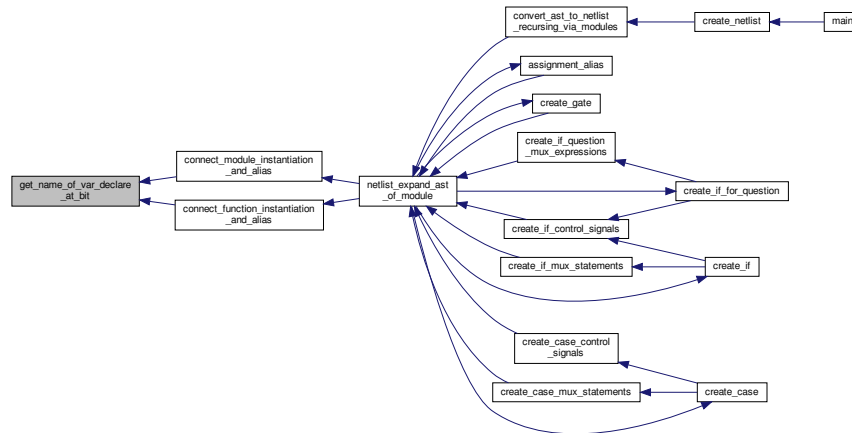 convert_ast_to_netlist
_recursing_via_modules
create_netlist
main
assignment_alias
create_gate
create_if_question
_mux_expressions
connect_module_instantiation
_and_alias
get_name_of_var_declare
_at_bit
netlist_expand_ast
_of_module
create_if_for_question
connect_function_instantiation
_and_alias
create_if_control_signals
create_if_mux_statements
create_if
create_case_control
_signals
create_case_mux_statements
create_case